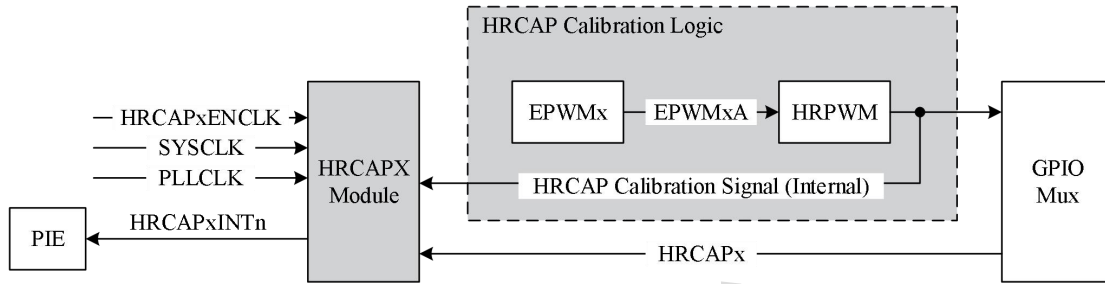 HRCAP Calibration Logic
HRCAPxENCLK
SYSCLK
PLLCLK
HRCAPX
Module
EPWMx
EPWMxA
HRPWM
HRCAP Calibration Signal (Internal)
GPIO
Mux
PIE
HRCAPxINTn
HRCAPx